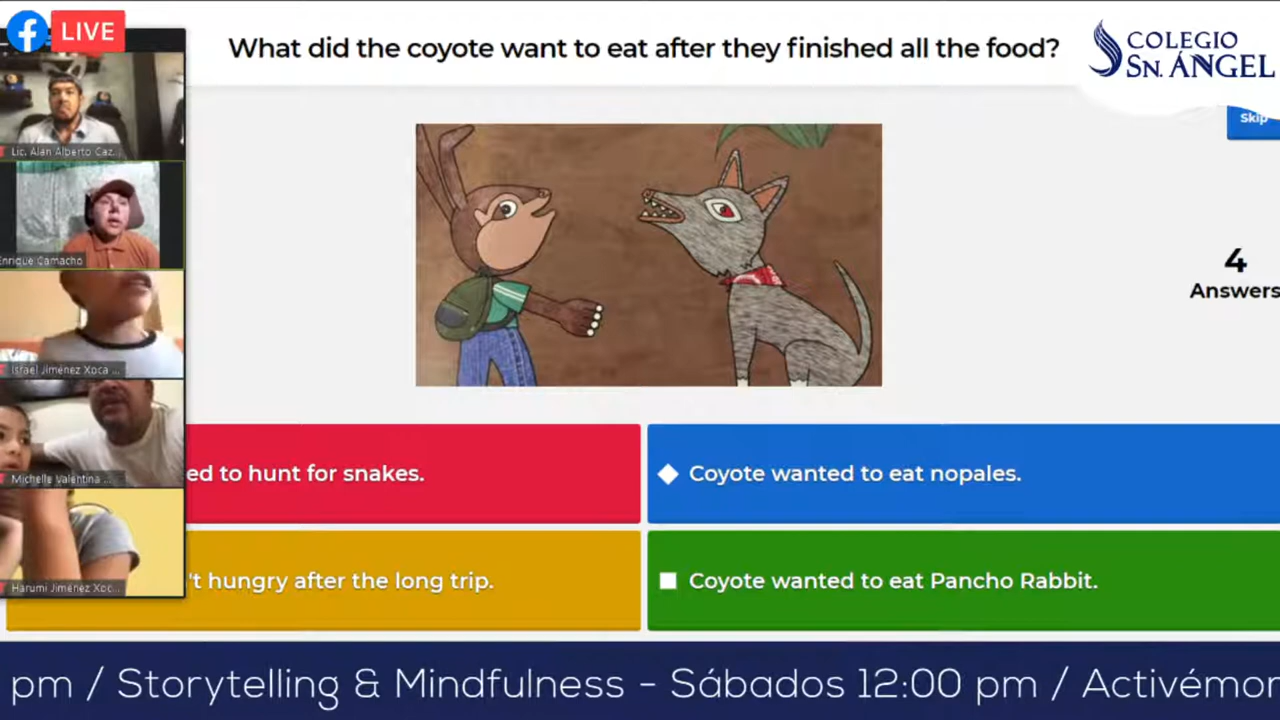 LIVE
What did the coyote want to eat after they finished all the food?
COLEGIO
SN. ÁNGEL
Skip
Lic. Alan Alberto Caz...
Enrique Camacho
4
Answers
Israel Jiménez Xoca ...
ed to hunt for snakes.
Coyote wanted to eat nopales.
Michelle Valentina ...
't hungry after the long trip.
Coyote wanted to eat Pancho Rabbit.
Harumi Jiménez Xoc...
pm / Storytelling & Mindfulness - Sábados 12:00 pm / Activémon